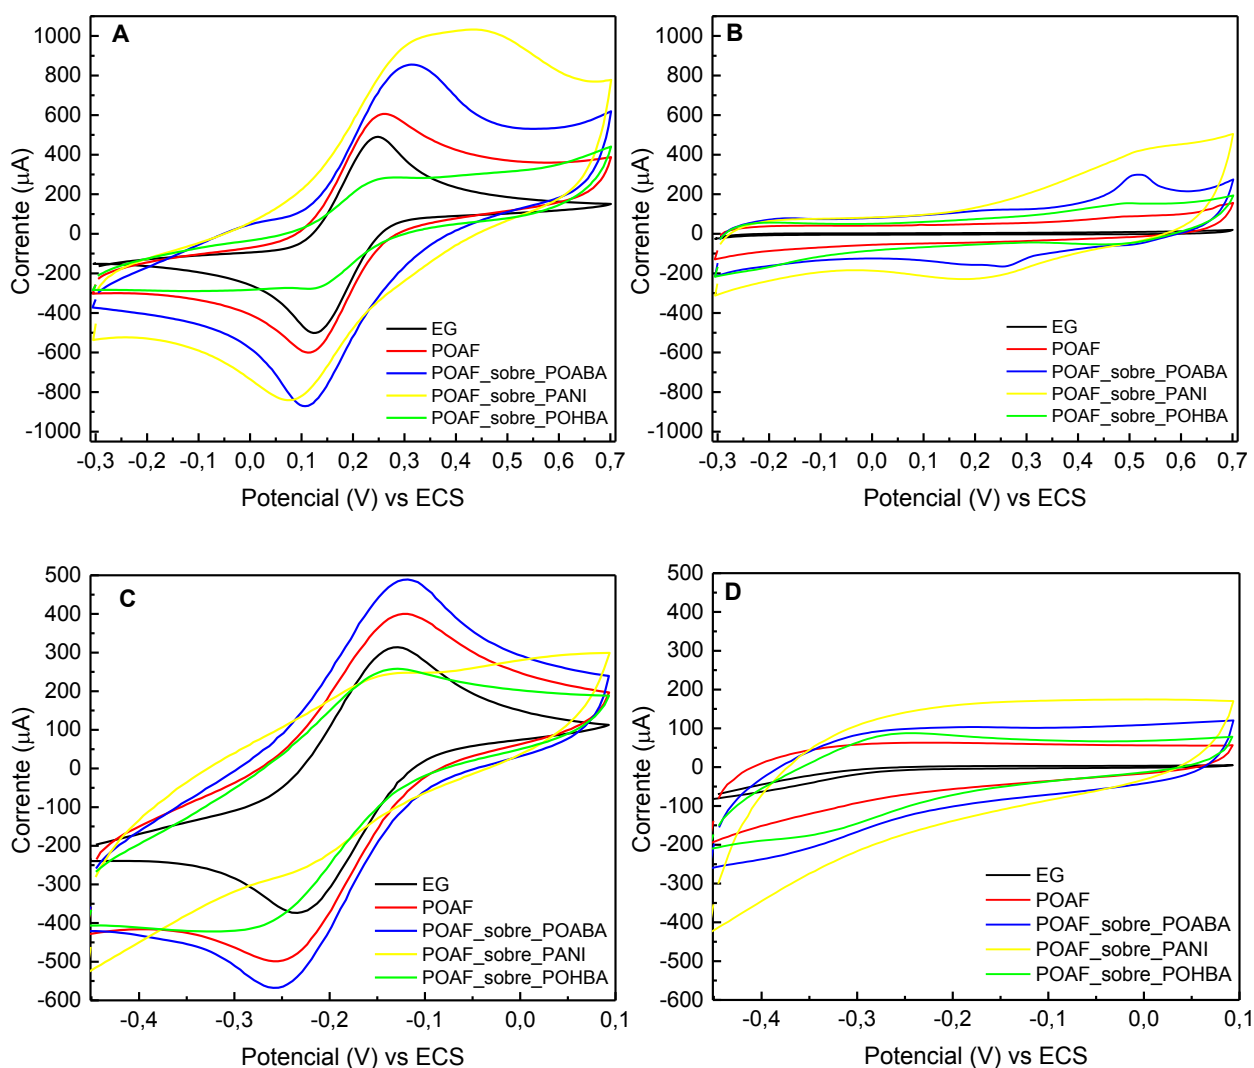 A
Corrente (µA)
1000
800
600
400
200
0
-200
-400
-600
-800
-1000
EG
POAF
POAF_sobre_POABA
POAF_sobre_PANI
POAF_sobre_POHBA
-0,3 -0,2 -0,1 0,0 0,1 0,2 0,3 0,4 0,5 0,6 0,7
Potencial (V) vs ECS
B
Corrente (µA)
1000
800
600
400
200
0
-200
-400
-600
-800
-1000
EG
POAF
POAF_sobre_POABA
POAF_sobre_PANI
POAF_sobre_POHBA
-0,3 -0,2 -0,1 0,0 0,1 0,2 0,3 0,4 0,5 0,6 0,7
Potencial (V) vs ECS
C
Corrente (µA)
500
400
300
200
100
0
-100
-200
-300
-400
-500
-600
EG
POAF
POAF_sobre_POABA
POAF_sobre_PANI
POAF_sobre_POHBA
-0,4 -0,3 -0,2 -0,1 0,0 0,1
Potencial (V) vs ECS
D
Corrente (µA)
500
400
300
200
100
0
-100
-200
-300
-400
-500
-600
EG
POAF
POAF_sobre_POABA
POAF_sobre_PANI
POAF_sobre_POHBA
-0,4 -0,3 -0,2 -0,1 0,0 0,1
Potencial (V) vs ECS